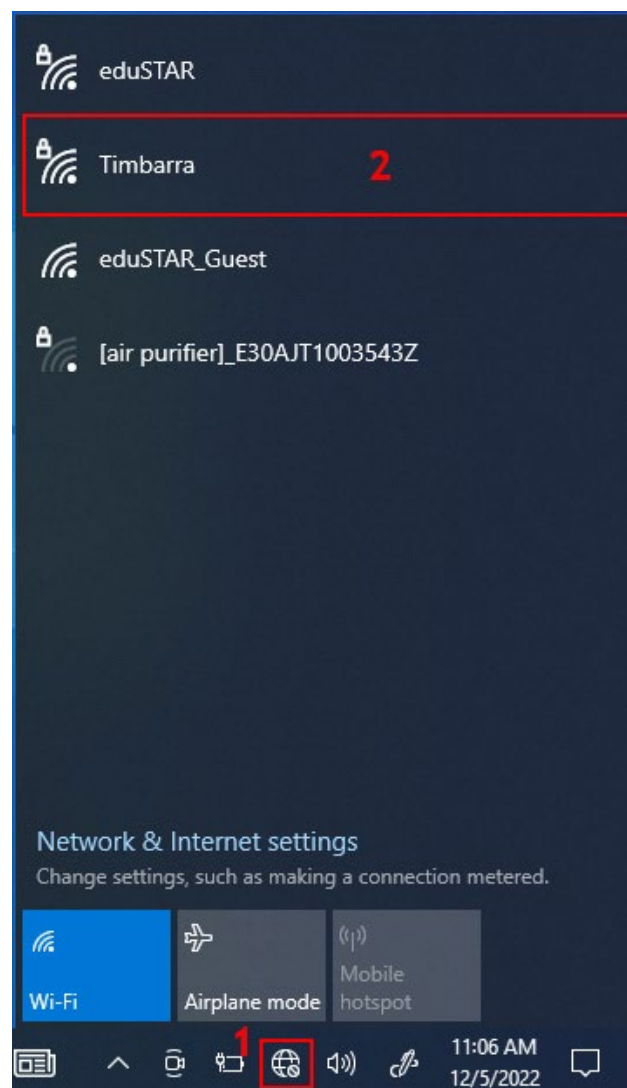 eduSTAR
Timbarra 2
eduSTAR_Guest
[air purifier]_E30AJT1003543Z
Network & Internet settings
Change settings, such as making a connection metered.
Wi-Fi
Airplane mode
Mobile
hotspot
1
11:06 AM
12/5/2022